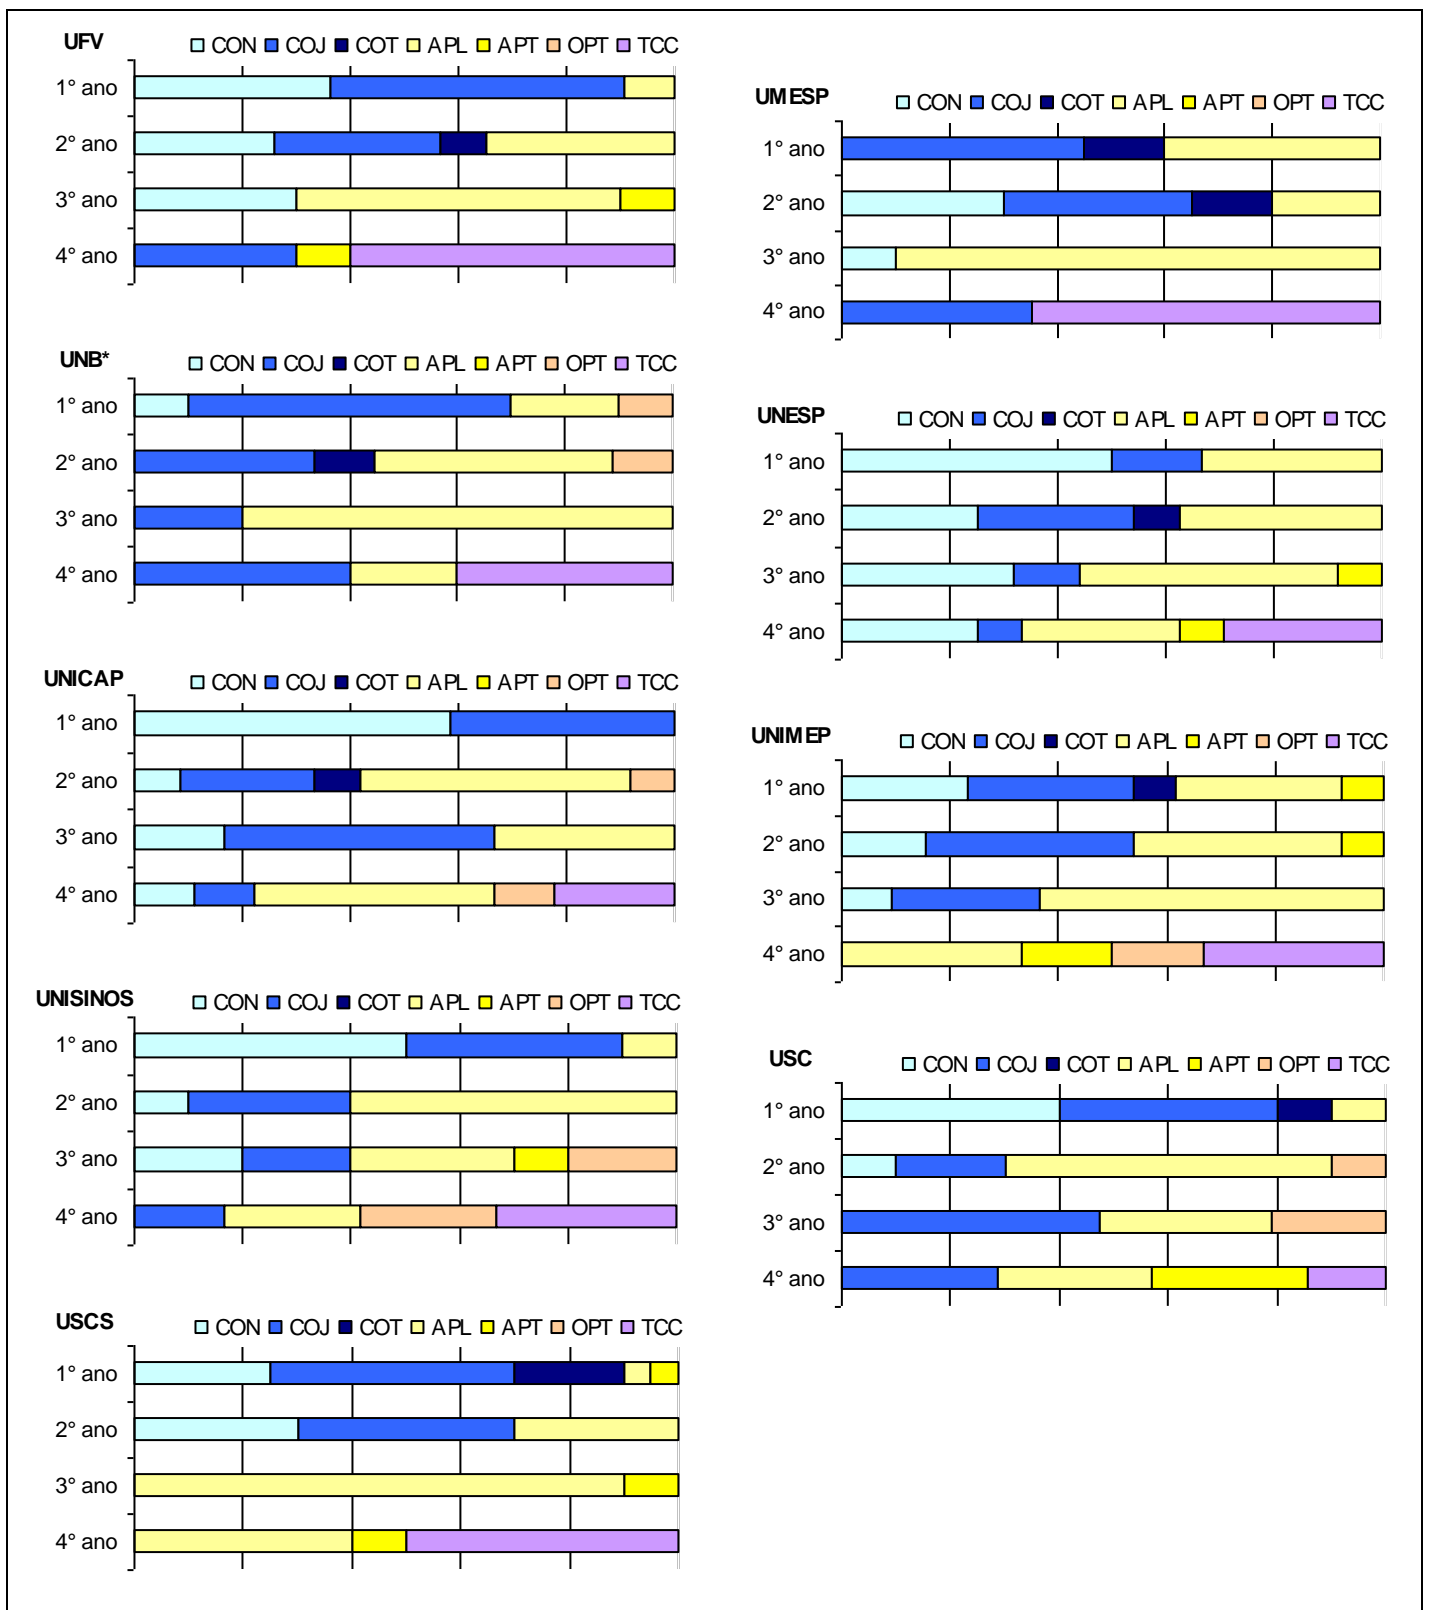 UFV
CON COJ COT APL APT OPT TCC
1° ano
2° ano
3° ano
4° ano
UNB*
CON COJ COT APL APT OPT TCC
1° ano
2° ano
3° ano
4° ano
UNICAP
CON COJ COT APL APT OPT TCC
1° ano
2° ano
3° ano
4° ano
UNISINOS
CON COJ COT APL APT OPT TCC
1° ano
2° ano
3° ano
4° ano
USCS
CON COJ COT APL APT OPT TCC
1° ano
2° ano
3° ano
4° ano
UMESP
CON COJ COT APL APT OPT TCC
1° ano
2° ano
3° ano
4° ano
UNESP
CON COJ COT APL APT OPT TCC
1° ano
2° ano
3° ano
4° ano
UNIMEP
CON COJ COT APL APT OPT TCC
1° ano
2° ano
3° ano
4° ano
USC
CON COJ COT APL APT OPT TCC
1° ano
2° ano
3° ano
4° ano